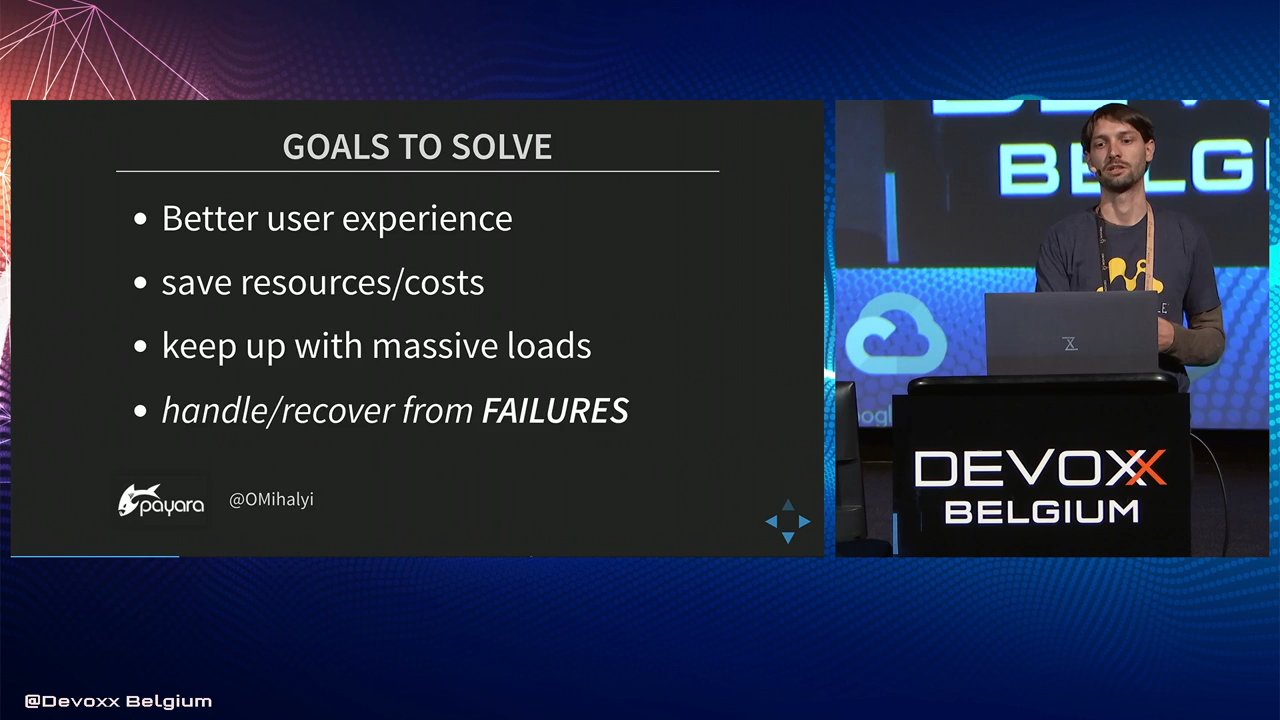 GOALS TO SOLVE
Better user experience
save resources/costs
keep up with massive loads
handle/recover from FAILURES
payara
@OMihalyi
BELG
DEVOXX
BELGIUM
@Devoxx Belgium